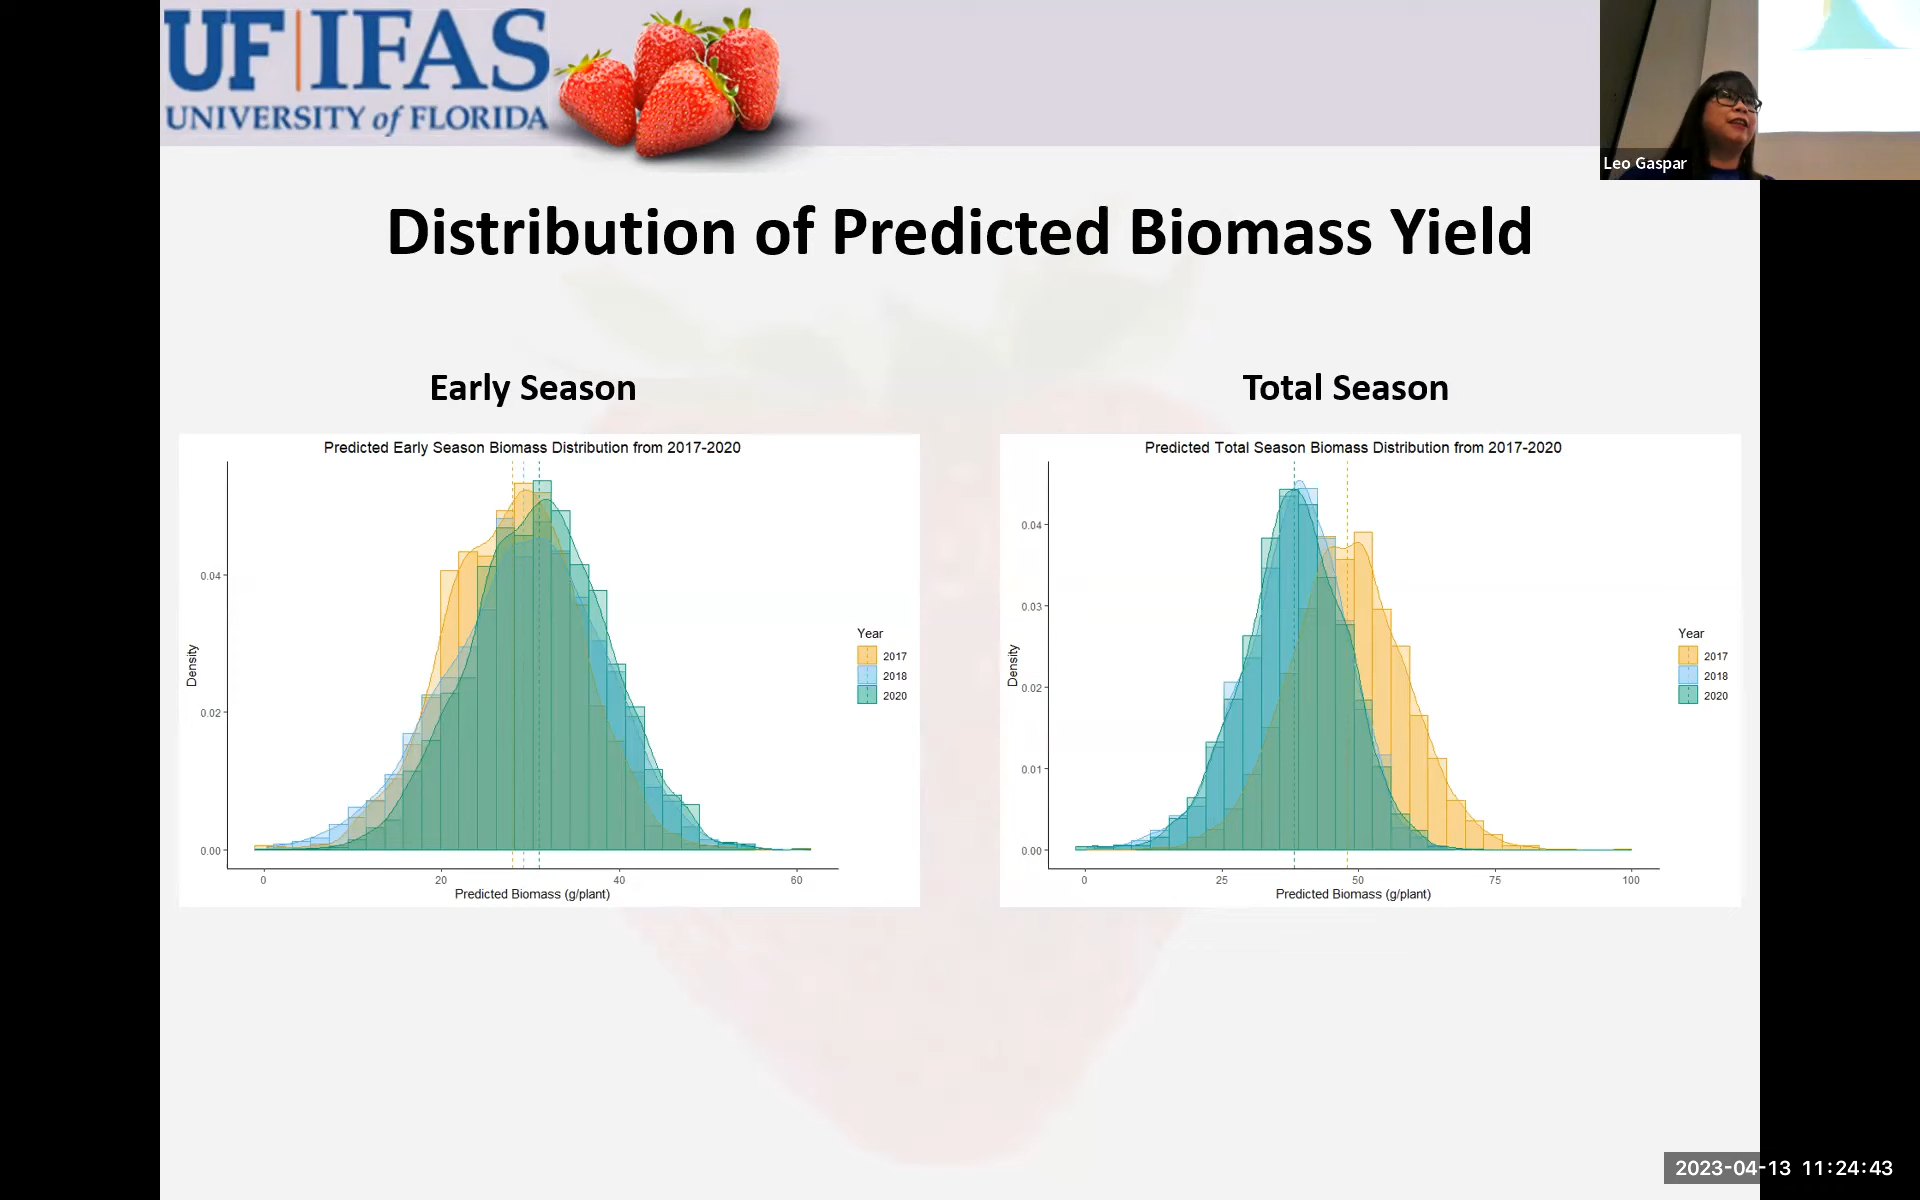 UF|IFAS
UNIVERSITY of FLORIDA
Leo Gaspar
Distribution of Predicted Biomass Yield
Early Season
Total Season
Predicted Early Season Biomass Distribution from 2017-2020
Density
0.04
0.02
0.00
0
20
40
60
Predicted Biomass (g/plant)
Year
2017
2018
2020
Predicted Total Season Biomass Distribution from 2017-2020
Density
0.04
0.03
0.02
0.01
0.00
0
25
50
75
100
Predicted Biomass (g/plant)
Year
2017
2018
2020
2023-04-13 11:24:43